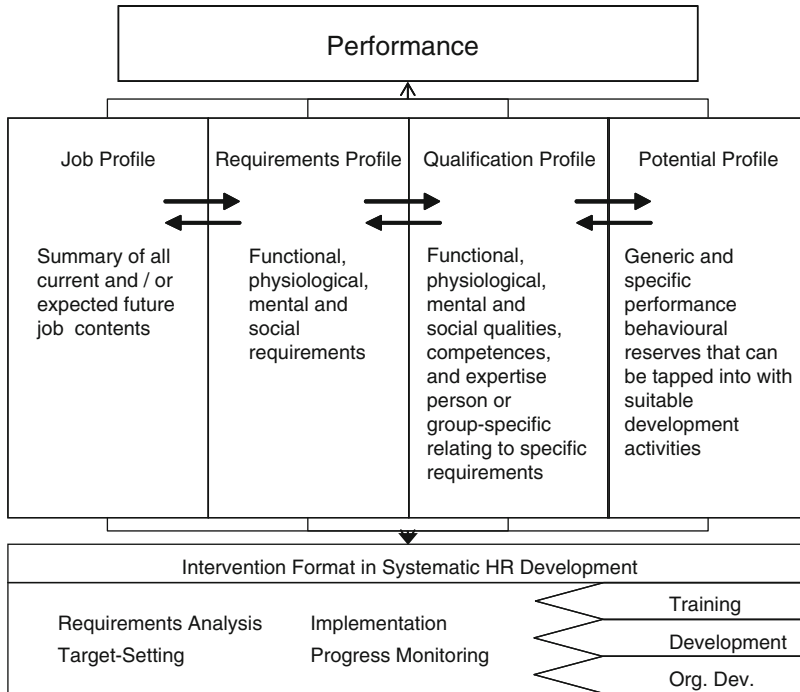 Performance
Job Profile
Summary of all
current and / or
expected future
job contents
Requirements Profile
Functional,
physiological,
mental and
social
requirements
Qualification Profile
Functional,
physiological,
mental and
social qualities,
competences,
and expertise
person or
group-specific
relating to specific
requirements
Potential Profile
Generic and
specific
performance
behavioural
reserves that can
be tapped into with
suitable
development
activities
Intervention Format in Systematic HR Development
Requirements Analysis
Target-Setting
Implementation
Progress Monitoring
Training
Development
Org. Dev.